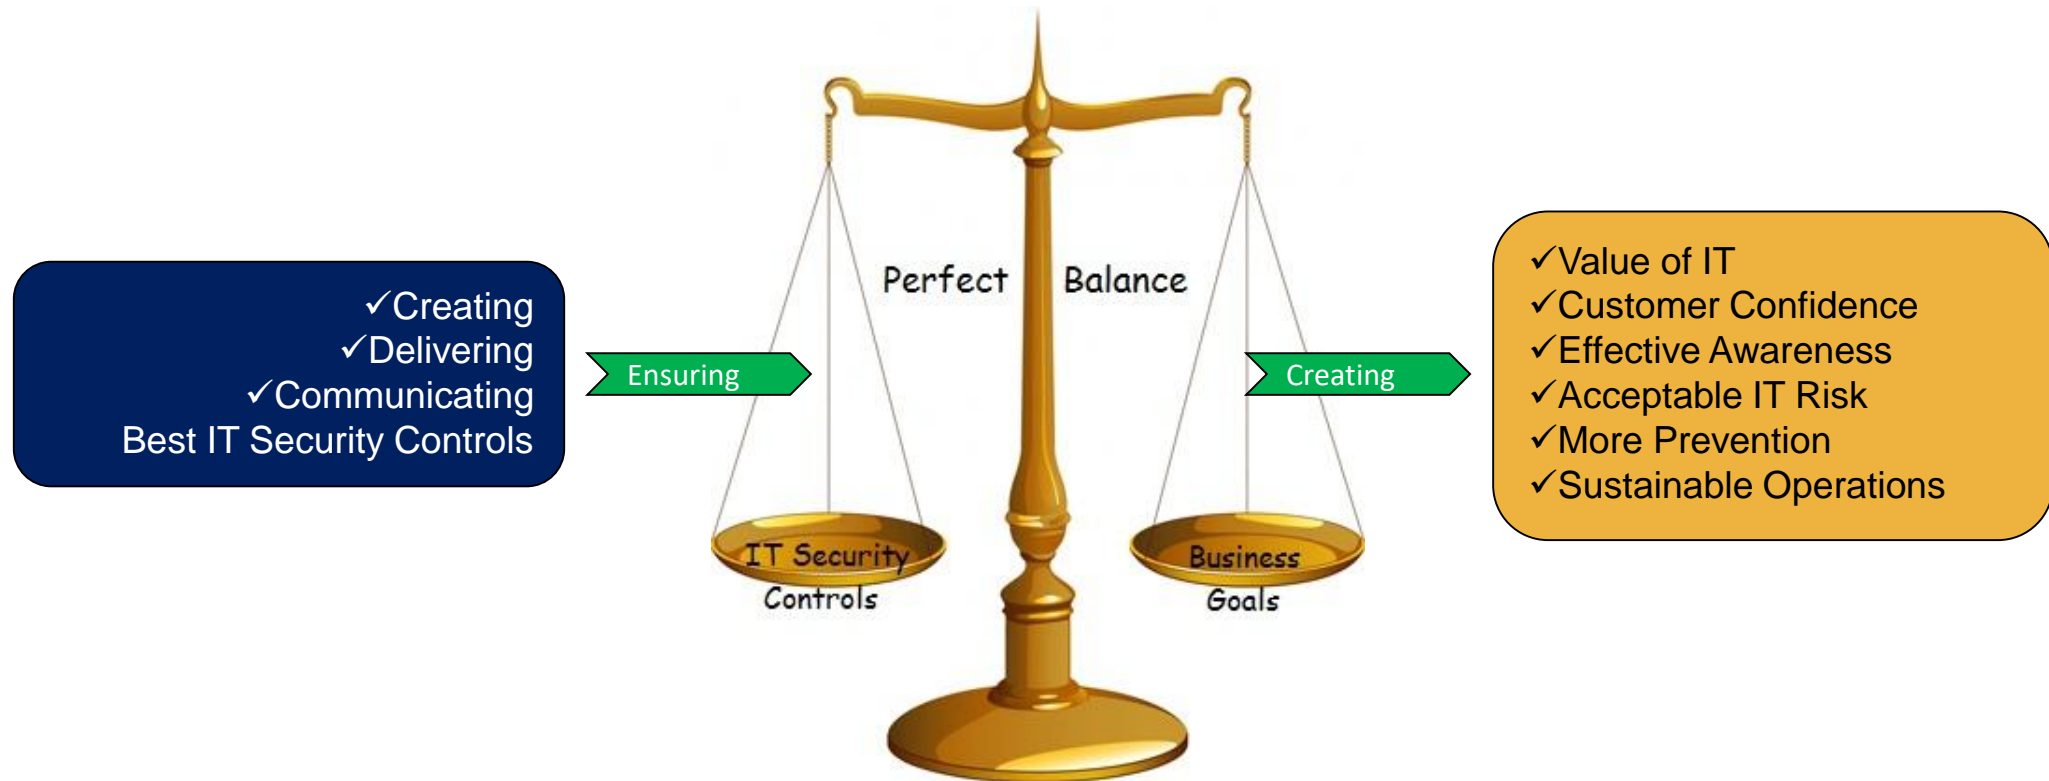 ✓Creating
✓Delivering
✓Communicating
Best IT Security Controls
Ensuring
Perfect Balance
IT Security
Controls
Business
Goals
Creating
✓Value of IT
✓Customer Confidence
✓Effective Awareness
✓Acceptable IT Risk
✓More Prevention
✓Sustainable Operations